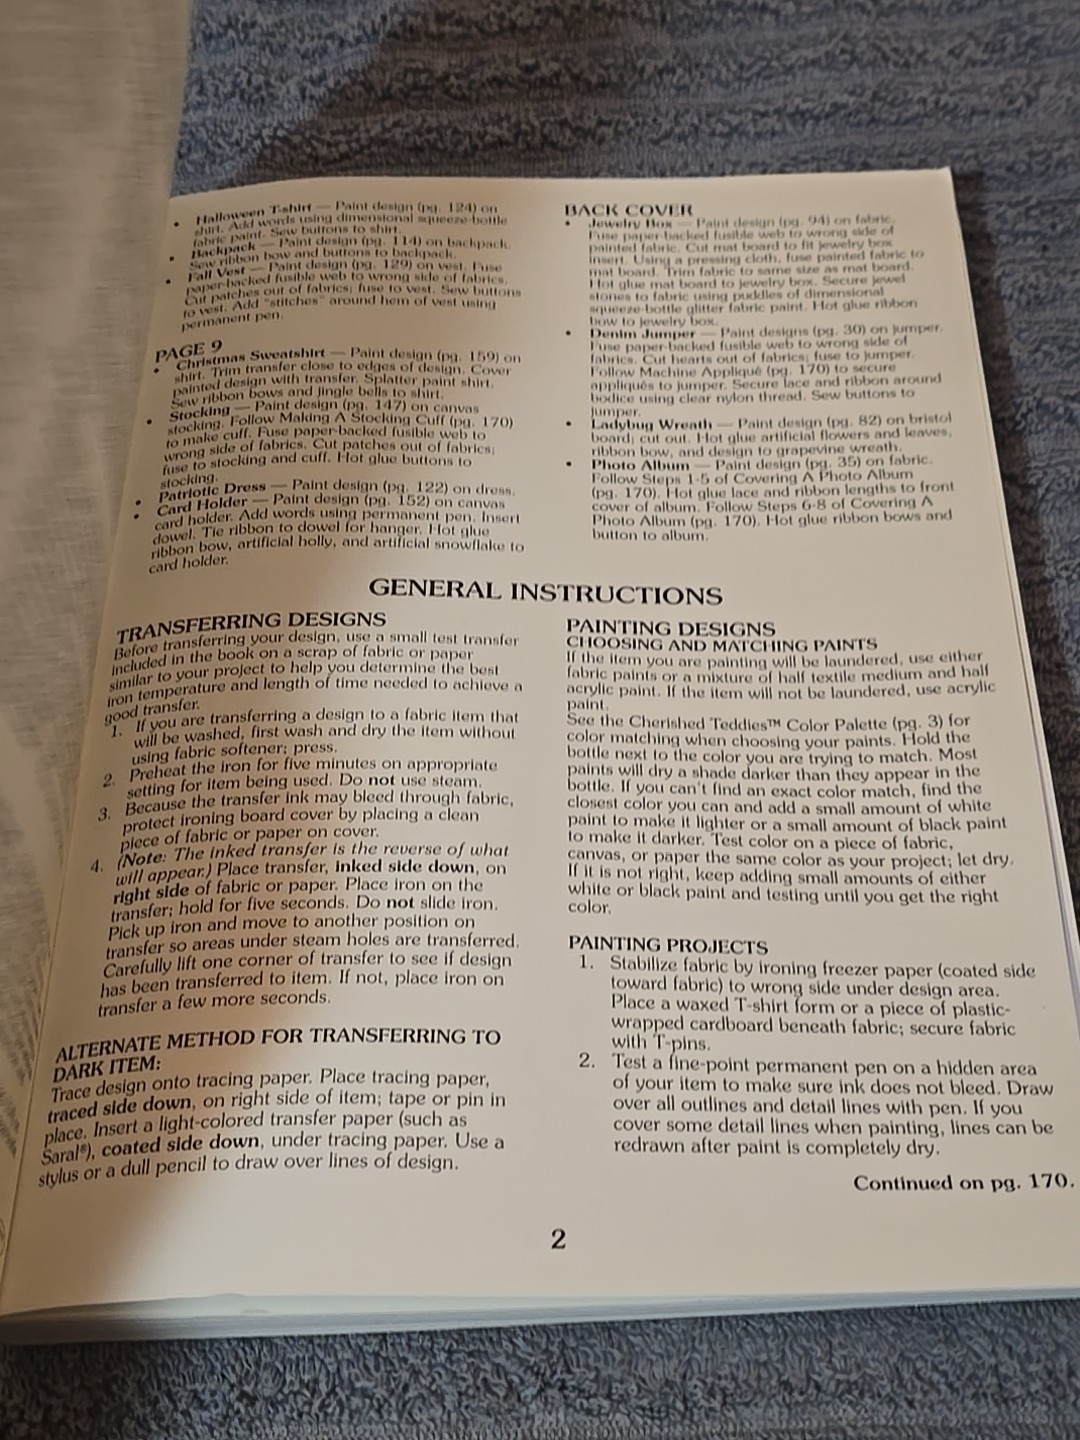 • Halloween T-shirt — Paint design (pg. 124) on
shirt. Add words using dimensional squeeze-bottle
fabric paint. Sew buttons to shirt.
• Backpack — Paint design (pg. 114) on backpack.
Sew ribbon bow and buttons to backpack.
• Fall Vest — Paint design (pg. 129) on vest. Fuse
paper-backed fusible web to wrong side of fabrics.
Cut patches out of fabrics; fuse to vest. Sew buttons
to vest. Add "stitches" around hem of vest using
permanent pen.
PAGE 9
• Christmas Sweatshirt — Paint design (pg. 159) on
shirt. Trim transfer close to edges of design. Cover
painted design with transfer. Splatter paint shirt.
Sew ribbon bows and jingle bells to shirt.
• Stocking — Paint design (pg. 147) on canvas
stocking. Follow Making A Stocking Cuff (pg. 170)
to make cuff. Fuse paper-backed fusible web to
wrong side of fabrics. Cut patches out of fabrics;
fuse to stocking and cuff. Hot glue buttons to
stocking.
• Patriotic Dress — Paint design (pg. 122) on dress.
• Card Holder — Paint design (pg. 152) on canvas
card holder. Add words using permanent pen. Insert
dowel. Tie ribbon to dowel for hanger. Hot glue
ribbon bow, artificial holly, and artificial snowflake to
card holder.
BACK COVER
• Jewelry Box — Paint design (pg. 94) on fabric.
Fuse paper-backed fusible web to wrong side of
painted fabric. Cut mat board to fit jewelry box
insert. Using a pressing cloth, fuse painted fabric to
mat board. Trim fabric to same size as mat board.
Hot glue mat board to jewelry box. Secure jewel
stones to fabric using puddles of dimensional
squeeze-bottle glitter fabric paint. Hot glue ribbon
bow to jewelry box.
• Denim Jumper — Paint designs (pg. 30) on jumper.
Fuse paper-backed fusible web to wrong side of
fabrics. Cut hearts out of fabrics; fuse to jumper.
Follow Machine Appliqué (pg. 170) to secure
appliqués to jumper. Secure lace and ribbon around
bodice using clear nylon thread. Sew buttons to
jumper.
• Ladybug Wreath — Paint design (pg. 82) on bristol
board; cut out. Hot glue artificial flowers and leaves,
ribbon bow, and design to grapevine wreath.
• Photo Album — Paint design (pg. 35) on fabric.
Follow Steps 1-5 of Covering A Photo Album
(pg. 170). Hot glue lace and ribbon lengths to front
cover of album. Follow Steps 6-8 of Covering A
Photo Album (pg. 170). Hot glue ribbon bows and
button to album.
GENERAL INSTRUCTIONS
TRANSFERRING DESIGNS
Before transferring your design, use a small test transfer
included in the book on a scrap of fabric or paper
similar to your project to help you determine the best
iron temperature and length of time needed to achieve a
good transfer.
1. If you are transferring a design to a fabric item that
will be washed, first wash and dry the item without
using fabric softener; press.
2. Preheat the iron for five minutes on appropriate
setting for item being used. Do not use steam.
3. Because the transfer ink may bleed through fabric,
protect ironing board cover by placing a clean
piece of fabric or paper on cover.
4. (Note: The inked transfer is the reverse of what
will appear.) Place transfer, inked side down, on
right side of fabric or paper. Place iron on the
transfer; hold for five seconds. Do not slide iron.
Pick up iron and move to another position on
transfer so areas under steam holes are transferred.
Carefully lift one corner of transfer to see if design
has been transferred to item. If not, place iron on
transfer a few more seconds.
ALTERNATE METHOD FOR TRANSFERRING TO
DARK ITEM:
Trace design onto tracing paper. Place tracing paper,
traced side down, on right side of item; tape or pin in
place. Insert a light-colored transfer paper (such as
Saral®), coated side down, under tracing paper. Use a
stylus or a dull pencil to draw over lines of design.
PAINTING DESIGNS
CHOOSING AND MATCHING PAINTS
If the item you are painting will be laundered, use either
fabric paints or a mixture of half textile medium and half
acrylic paint. If the item will not be laundered, use acrylic
paint.
See the Cherished Teddies™ Color Palette (pg. 3) for
color matching when choosing your paints. Hold the
bottle next to the color you are trying to match. Most
paints will dry a shade darker than they appear in the
bottle. If you can't find an exact color match, find the
closest color you can and add a small amount of white
paint to make it lighter or a small amount of black paint
to make it darker. Test color on a piece of fabric,
canvas, or paper the same color as your project; let dry.
If it is not right, keep adding small amounts of either
white or black paint and testing until you get the right
color.
PAINTING PROJECTS
1. Stabilize fabric by ironing freezer paper (coated side
toward fabric) to wrong side under design area.
Place a waxed T-shirt form or a piece of plastic-
wrapped cardboard beneath fabric; secure fabric
with T-pins.
2. Test a fine-point permanent pen on a hidden area
of your item to make sure ink does not bleed. Draw
over all outlines and detail lines with pen. If you
cover some detail lines when painting, lines can be
redrawn after paint is completely dry.
Continued on pg. 170.
2